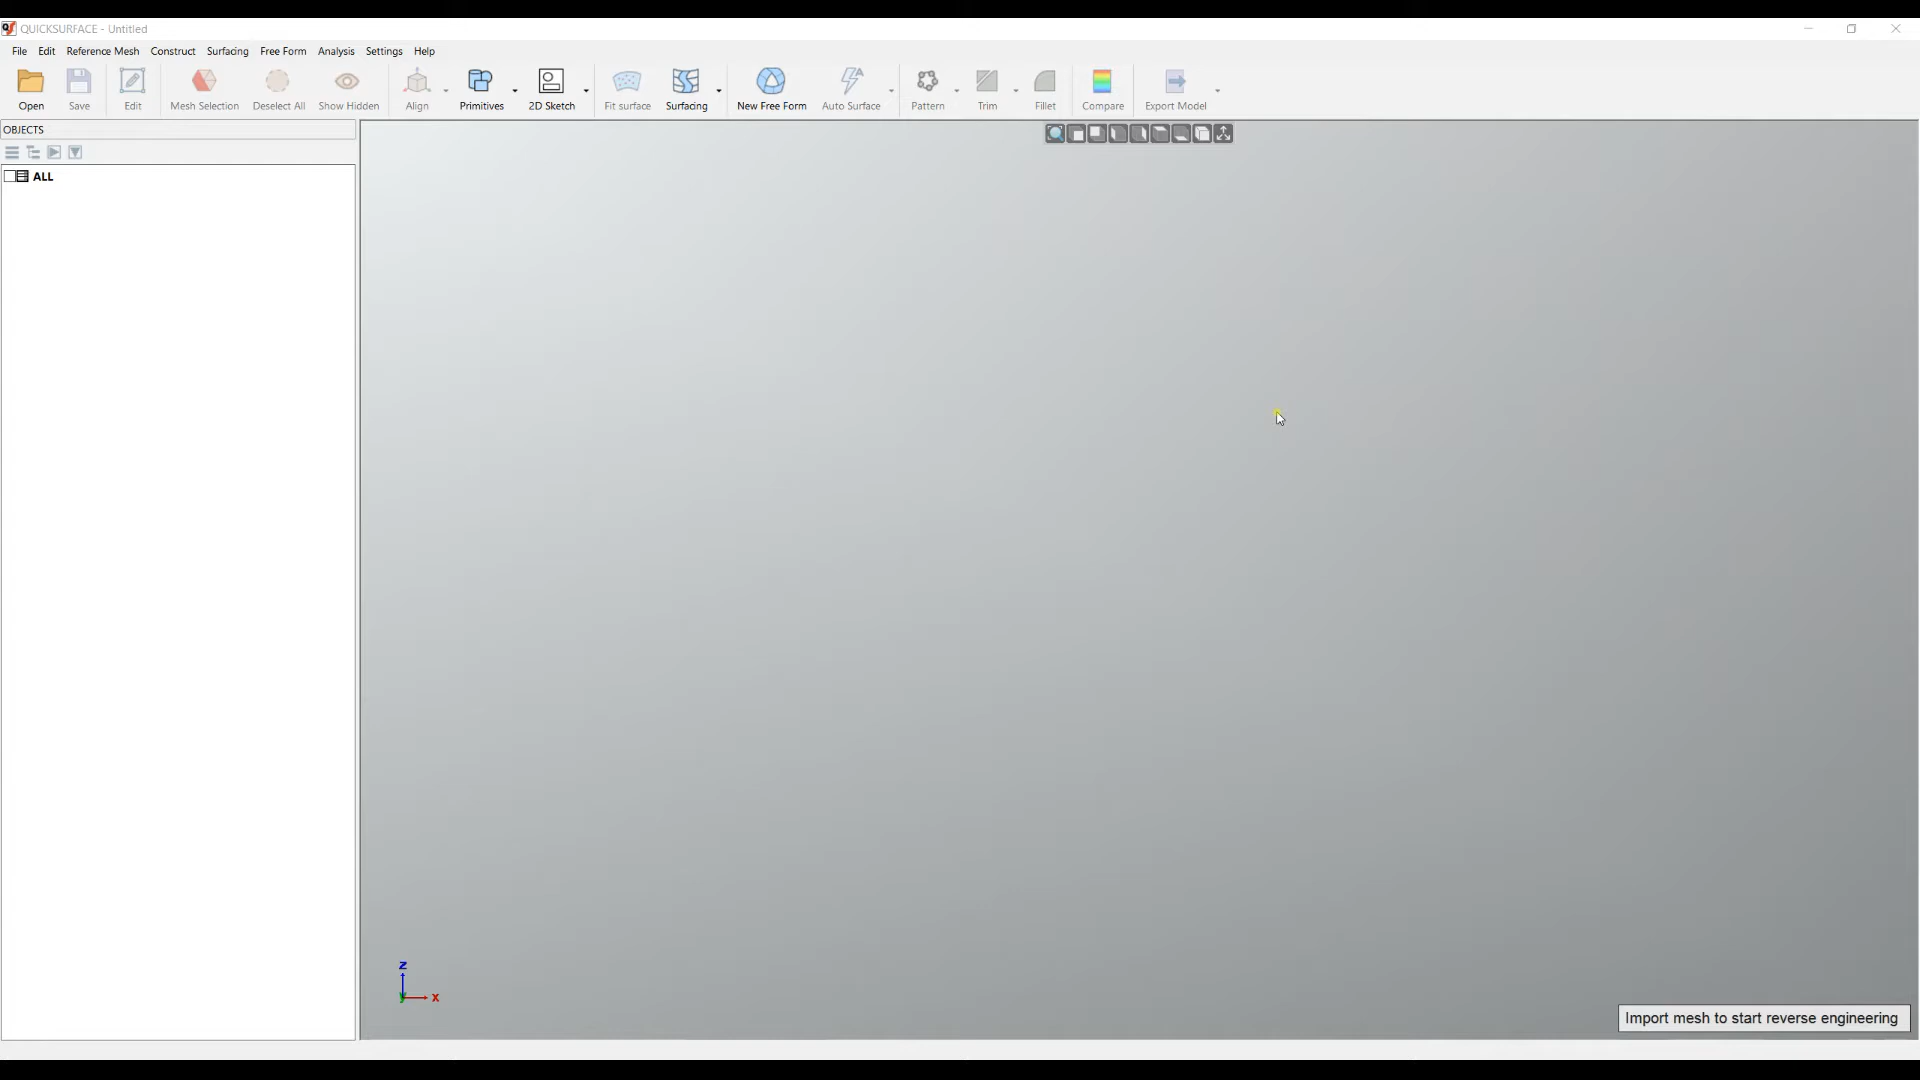 QUICKSURFACE - Untitled
File Edit Reference Mesh Construct Surfacing Free Form Analysis Settings Help
Open Save Edit Mesh Selection Deselect All Show Hidden Align Primitives 2D Sketch Fit surface Surfacing New Free Form Auto Surface Pattern Trim Fillet Compare Export Model
OBJECTS
ALL
z
y x
Import mesh to start reverse engineering